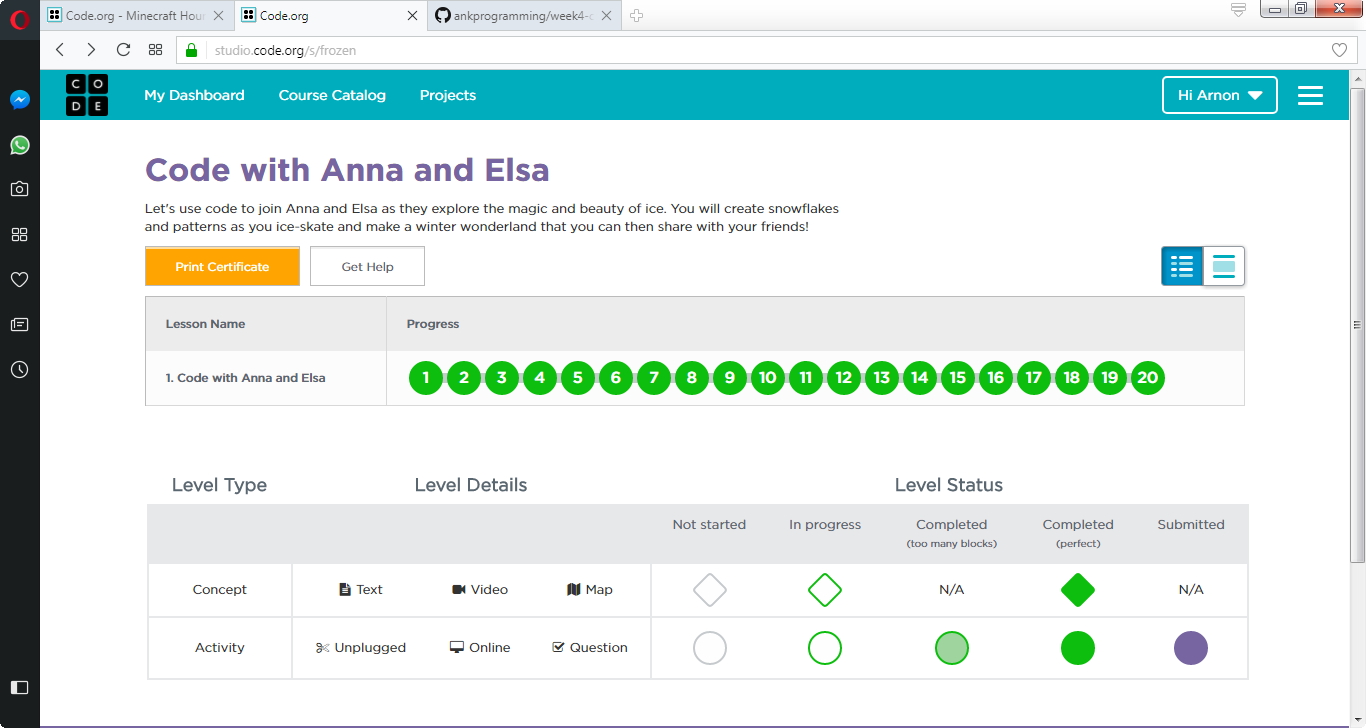 Code.org - Minecraft Hour
Code.org
ankprogramming/week4-
studio.code.org/s/frozen
C O
D E
My Dashboard
Course Catalog
Projects
Hi Arnon
Code with Anna and Elsa
Let's use code to join Anna and Elsa as they explore the magic and beauty of ice. You will create snowflakes
and patterns as you ice-skate and make a winter wonderland that you can then share with your friends!
Print Certificate
Get Help
Lesson Name
Progress
1. Code with Anna and Elsa
1 2 3 4 5 6 7 8 9 10 11 12 13 14 15 16 17 18 19 20
Level Type
Level Details
Level Status
Not started
In progress
Completed
(too many blocks)
Completed
(perfect)
Submitted
Concept
Text
Video
Map
N/A
N/A
Activity
Unplugged
Online
Question